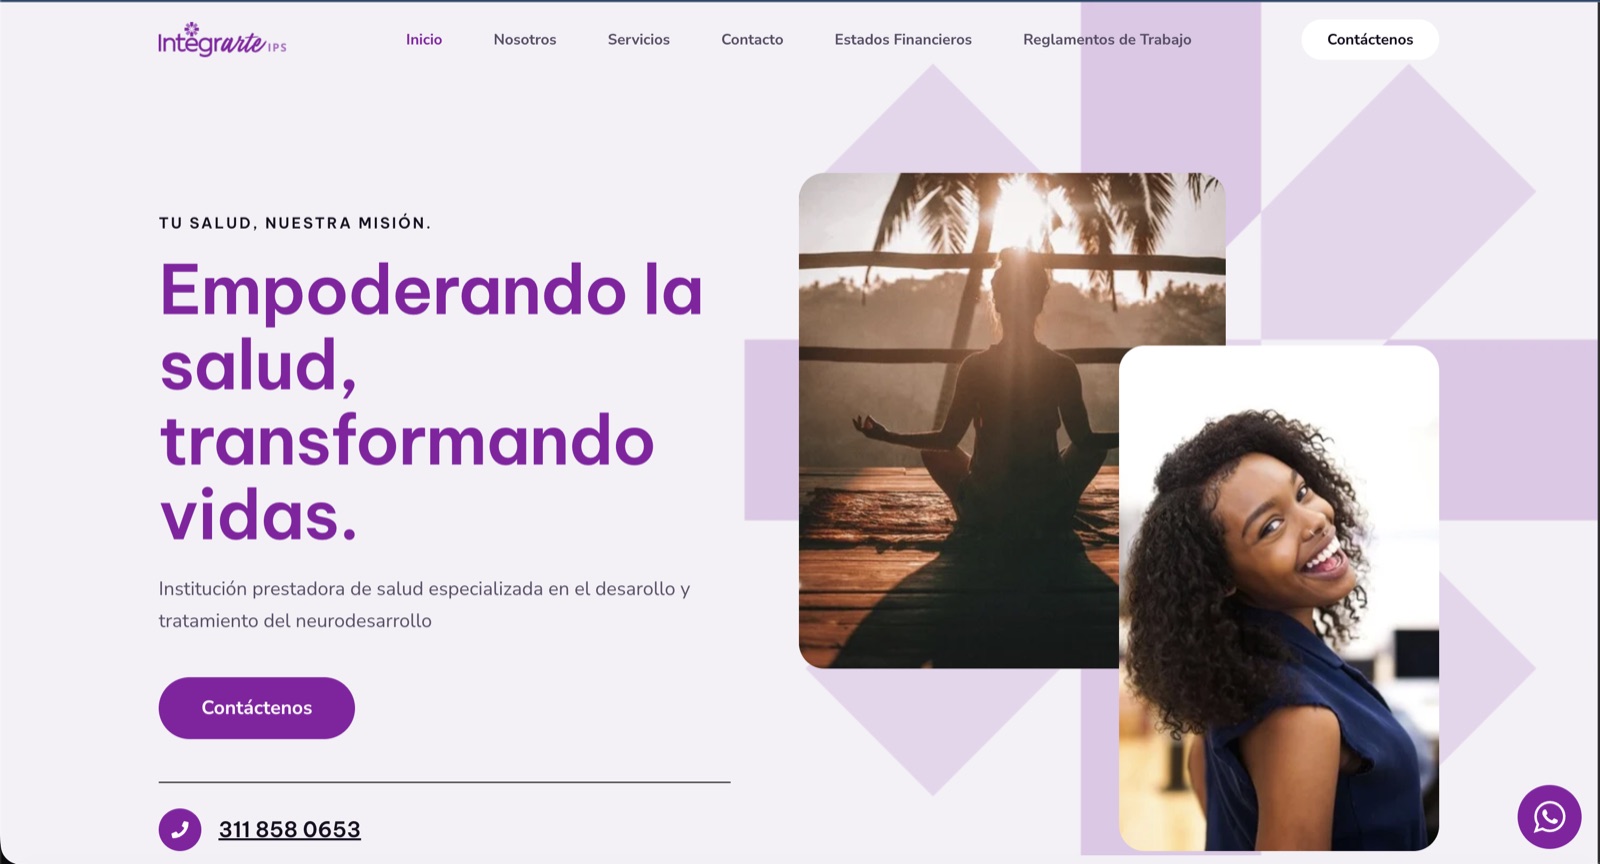 Integrarte IPS
Inicio
Nosotros
Servicios
Contacto
Estados Financieros
Reglamentos de Trabajo
Contáctenos
TU SALUD, NUESTRA MISIÓN.
Empoderando la
salud,
transformando
vidas.
Institución prestadora de salud especializada en el desarollo y
tratamiento del neurodesarrollo
Contáctenos
311 858 0653